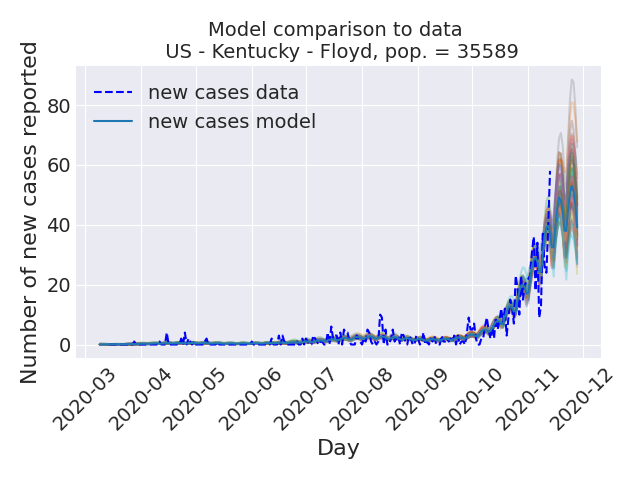 Model comparison to data
US - Kentucky - Floyd, pop. = 35589
Number of new cases reported
80
60
40
20
0
new cases data
new cases model
2020-03
2020-04
2020-05
2020-06
2020-07
2020-08
2020-09
2020-10
2020-11
2020-12
Day